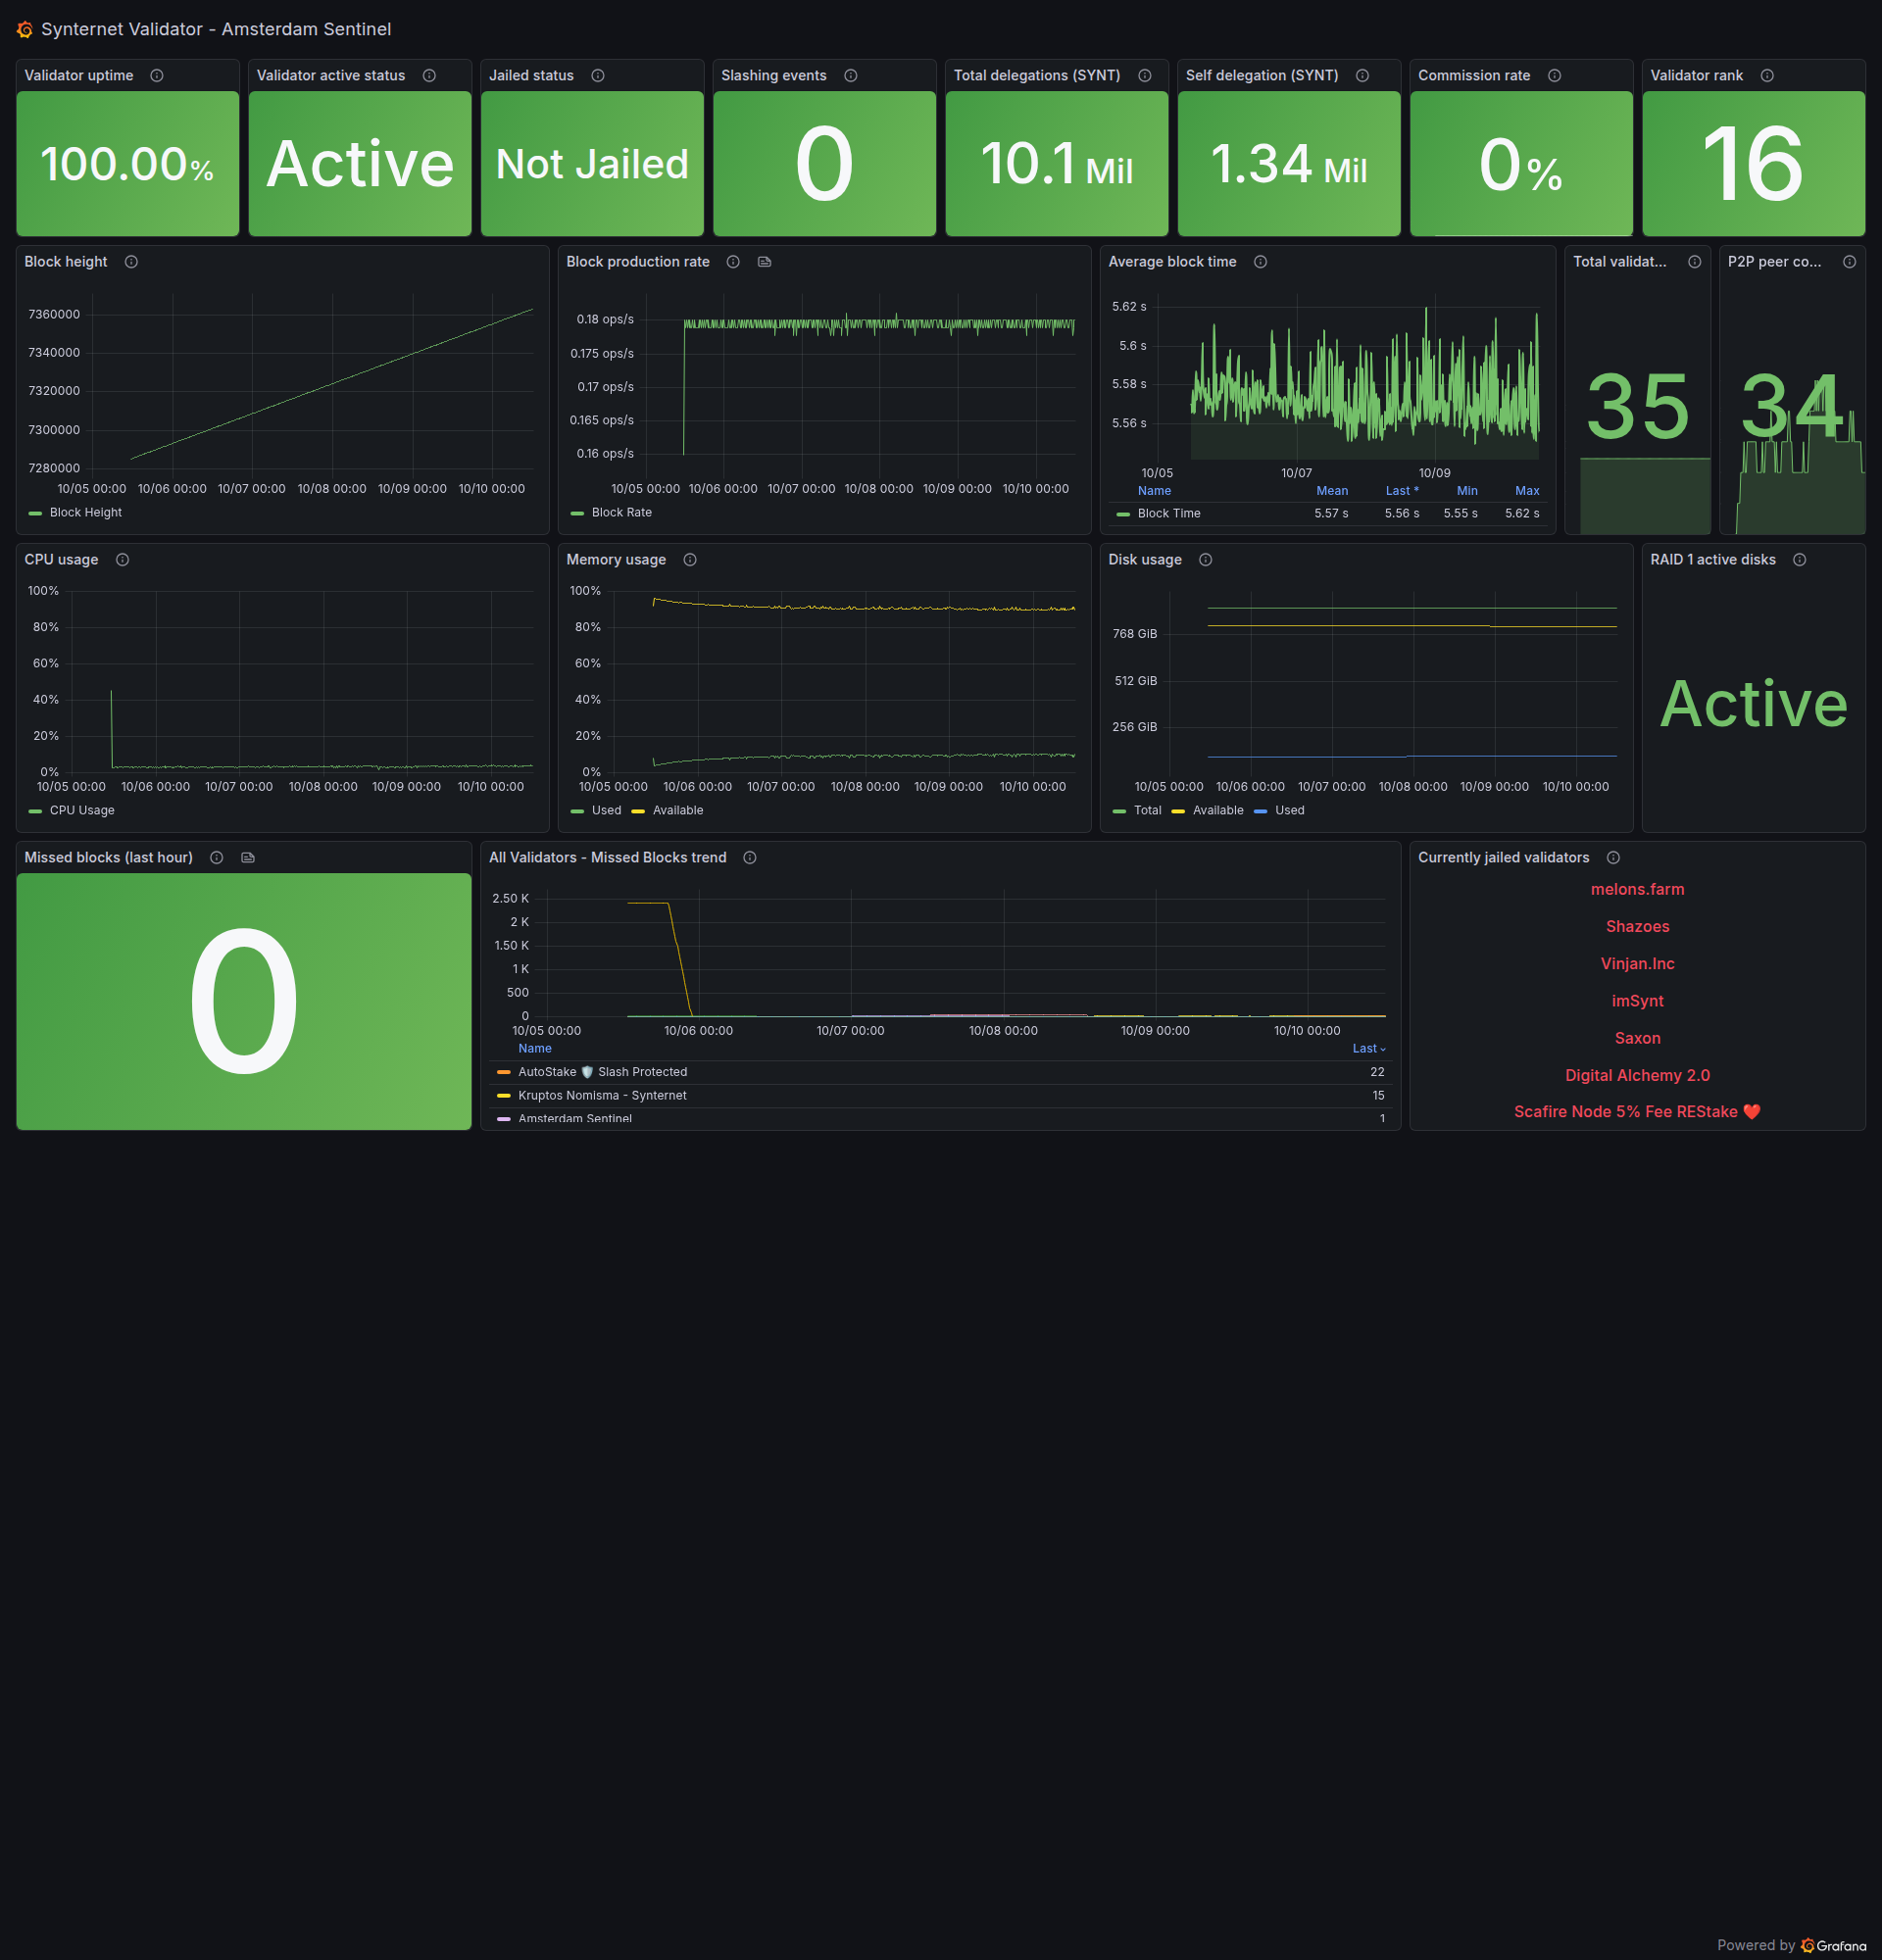 Synternet Validator - Amsterdam Sentinel
Validator uptime
100.00%
Validator active status
Active
Jailed status
Not Jailed
Slashing events
0
Total delegations (SYNT)
10.1 Mil
Self delegation (SYNT)
1.34 Mil
Commission rate
0%
Validator rank
16
Block height
7360000
7340000
7320000
7300000
7280000
10/05 00:00 10/06 00:00 10/07 00:00 10/08 00:00 10/09 00:00 10/10 00:00
Block Height
Block production rate
0.18 ops/s
0.175 ops/s
0.17 ops/s
0.165 ops/s
0.16 ops/s
10/05 00:00 10/06 00:00 10/07 00:00 10/08 00:00 10/09 00:00 10/10 00:00
Block Rate
Average block time
5.62 s
5.6 s
5.58 s
5.56 s
10/05 10/07 10/09
Name Mean Last * Min Max
Block Time 5.57 s 5.56 s 5.55 s 5.62 s
Total validat...
35
P2P peer co...
34
CPU usage
100%
80%
60%
40%
20%
0%
10/05 00:00 10/06 00:00 10/07 00:00 10/08 00:00 10/09 00:00 10/10 00:00
CPU Usage
Memory usage
100%
80%
60%
40%
20%
0%
10/05 00:00 10/06 00:00 10/07 00:00 10/08 00:00 10/09 00:00 10/10 00:00
Used Available
Disk usage
768 GiB
512 GiB
256 GiB
10/05 00:00 10/06 00:00 10/07 00:00 10/08 00:00 10/09 00:00 10/10 00:00
Total Available Used
RAID 1 active disks
Active
Missed blocks (last hour)
0
All Validators - Missed Blocks trend
2.50 K
2 K
1.50 K
1 K
500
0
10/05 00:00 10/06 00:00 10/07 00:00 10/08 00:00 10/09 00:00 10/10 00:00
Name Last
AutoStake 🛡️ Slash Protected 22
Kruptos Nomisma - Synternet 15
Amsterdam Sentinel 1
Currently jailed validators
melons.farm
Shazoes
Vinjan.Inc
imSynt
Saxon
Digital Alchemy 2.0
Scafire Node 5% Fee REStake ❤️
Powered by Grafana